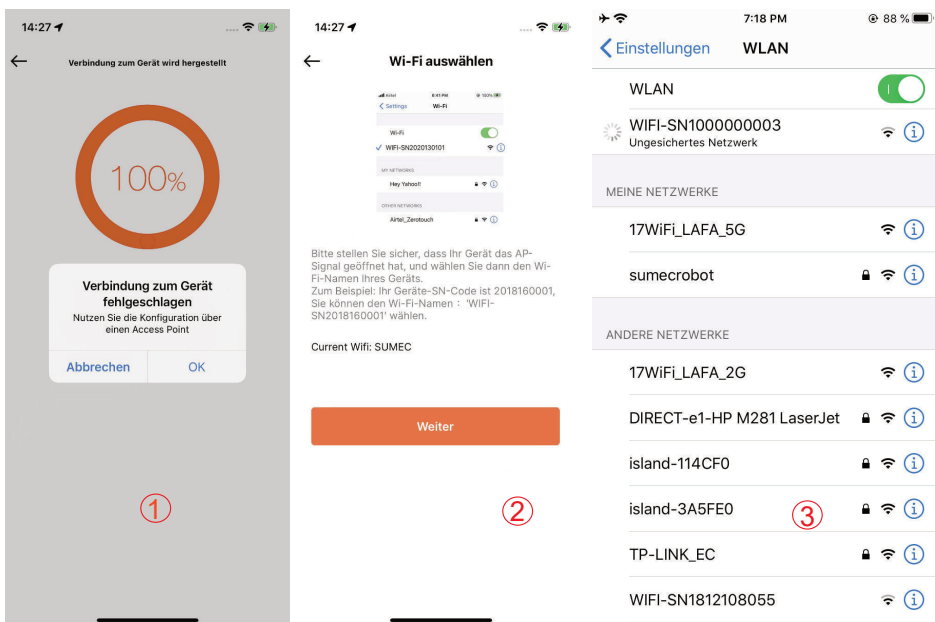 14:27
Verbindung zum Gerät wird hergestellt
100%
Verbindung zum Gerät
fehlgeschlagen
Nutzen Sie die Konfiguration über
einen Access Point
Abbrechen
OK
1
14:27
Wi-Fi auswählen
Airtel
9:41 PM
100%
Settings
Wi-Fi
Wi-Fi
WIFI-SN2020130101
MY NETWORKS
Hey Yahoo!!
OTHER NETWORKS
Airtel_Zerotouch
Bitte stellen Sie sicher, dass Ihr Gerät das AP-
Signal geöffnet hat, und wählen Sie dann den Wi-
Fi-Namen Ihres Geräts.
Zum Beispiel: Ihr Geräte-SN-Code ist 2018160001,
Sie können den Wi-Fi-Namen： 'WIFI-
SN2018160001' wählen.
Current Wifi: SUMEC
Weiter
2
7:18 PM
88 %
Einstellungen
WLAN
WLAN
WIFI-SN1000000003
Ungesichertes Netzwerk
MEINE NETZWERKE
17WiFi_LAFA_5G
sumecrobot
ANDERE NETZWERKE
17WiFi_LAFA_2G
DIRECT-e1-HP M281 LaserJet
island-114CF0
island-3A5FE0
3
TP-LINK_EC
WIFI-SN1812108055